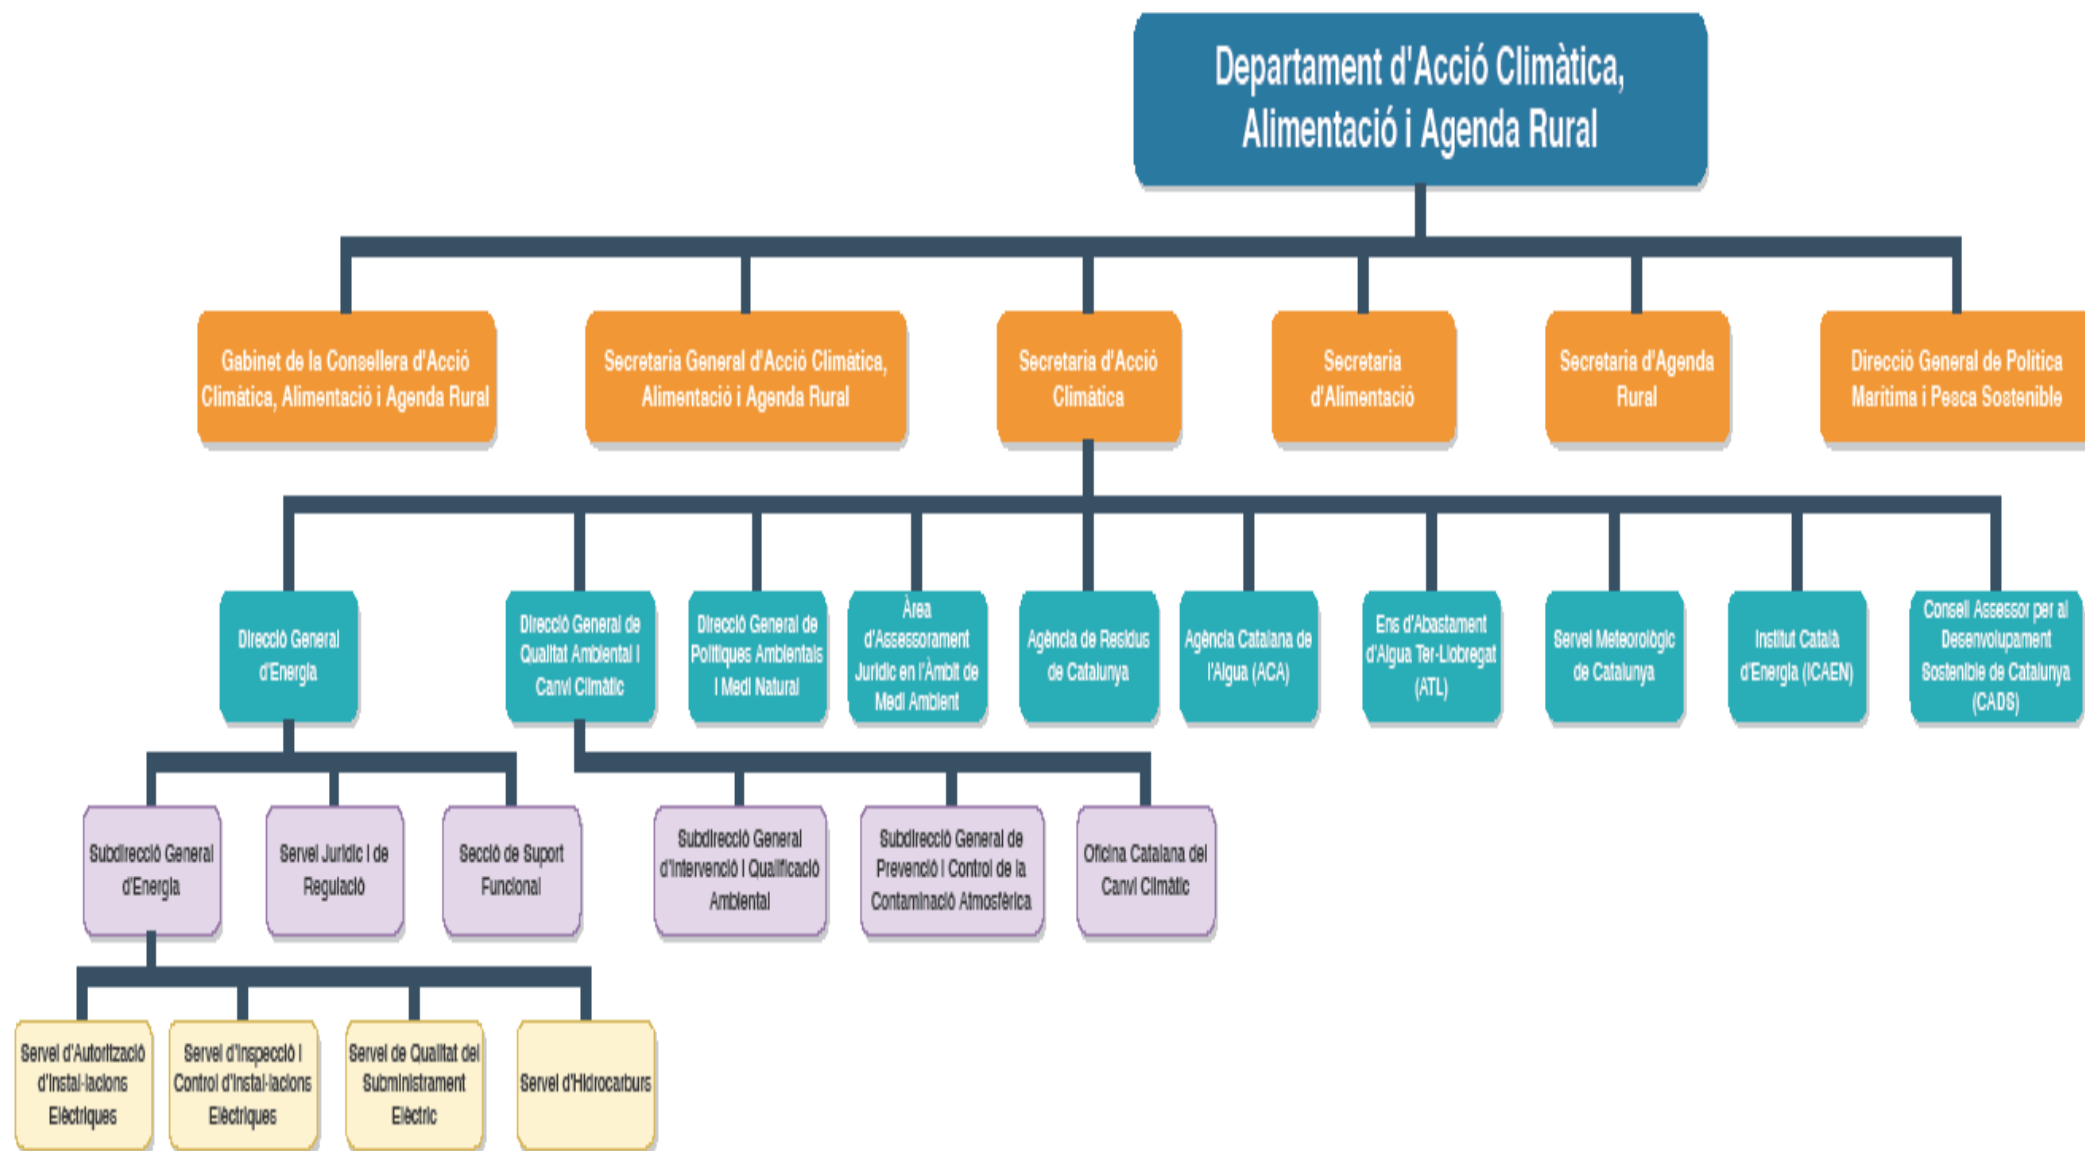 Departament d'Acció Climàtica,
Alimentació i Agenda Rural
Gabinet de la Consellera d'Acció
Climàtica, Alimentació i Agenda Rural
Secretaria General d'Acció Climàtica,
Alimentació i Agenda Rural
Secretaria d'Acció
Climàtica
Secretaria
d'Alimentació
Secretaria d'Agenda
Rural
Direcció General de Política
Marítima i Pesca Sostenible
Direcció General
d'Energia
Direcció General de
Qualitat Ambiental i
Canvi Climàtic
Direcció General de
Polítiques Ambientals
i Medi Natural
Àrea
d'Assessorament
Jurídic en l'Àmbit de
Medi Ambient
Agència de Residus
de Catalunya
Agència Catalana de
l'Aigua (ACA)
Ens d'Abastament
d'Aigua Ter-Llobregat
(ATL)
Servei Meteorològic
de Catalunya
Institut Català
d'Energia (ICAEN)
Consell Assessor per al
Desenvolupament
Sostenible de Catalunya
(CADS)
Subdirecció General
d'Energia
Servei Jurídic i de
Regulació
Secció de Suport
Funcional
Subdirecció General
d'Intervenció i Qualificació
Ambiental
Subdirecció General de
Prevenció i Control de la
Contaminació Atmosfèrica
Oficina Catalana del
Canvi Climàtic
Servei d'Autorització
d'Instal·lacions
Elèctriques
Servei d'Inspecció i
Control d'Instal·lacions
Elèctriques
Servei de Qualitat del
Subministrament
Elèctric
Servei d'Hidrocarburs